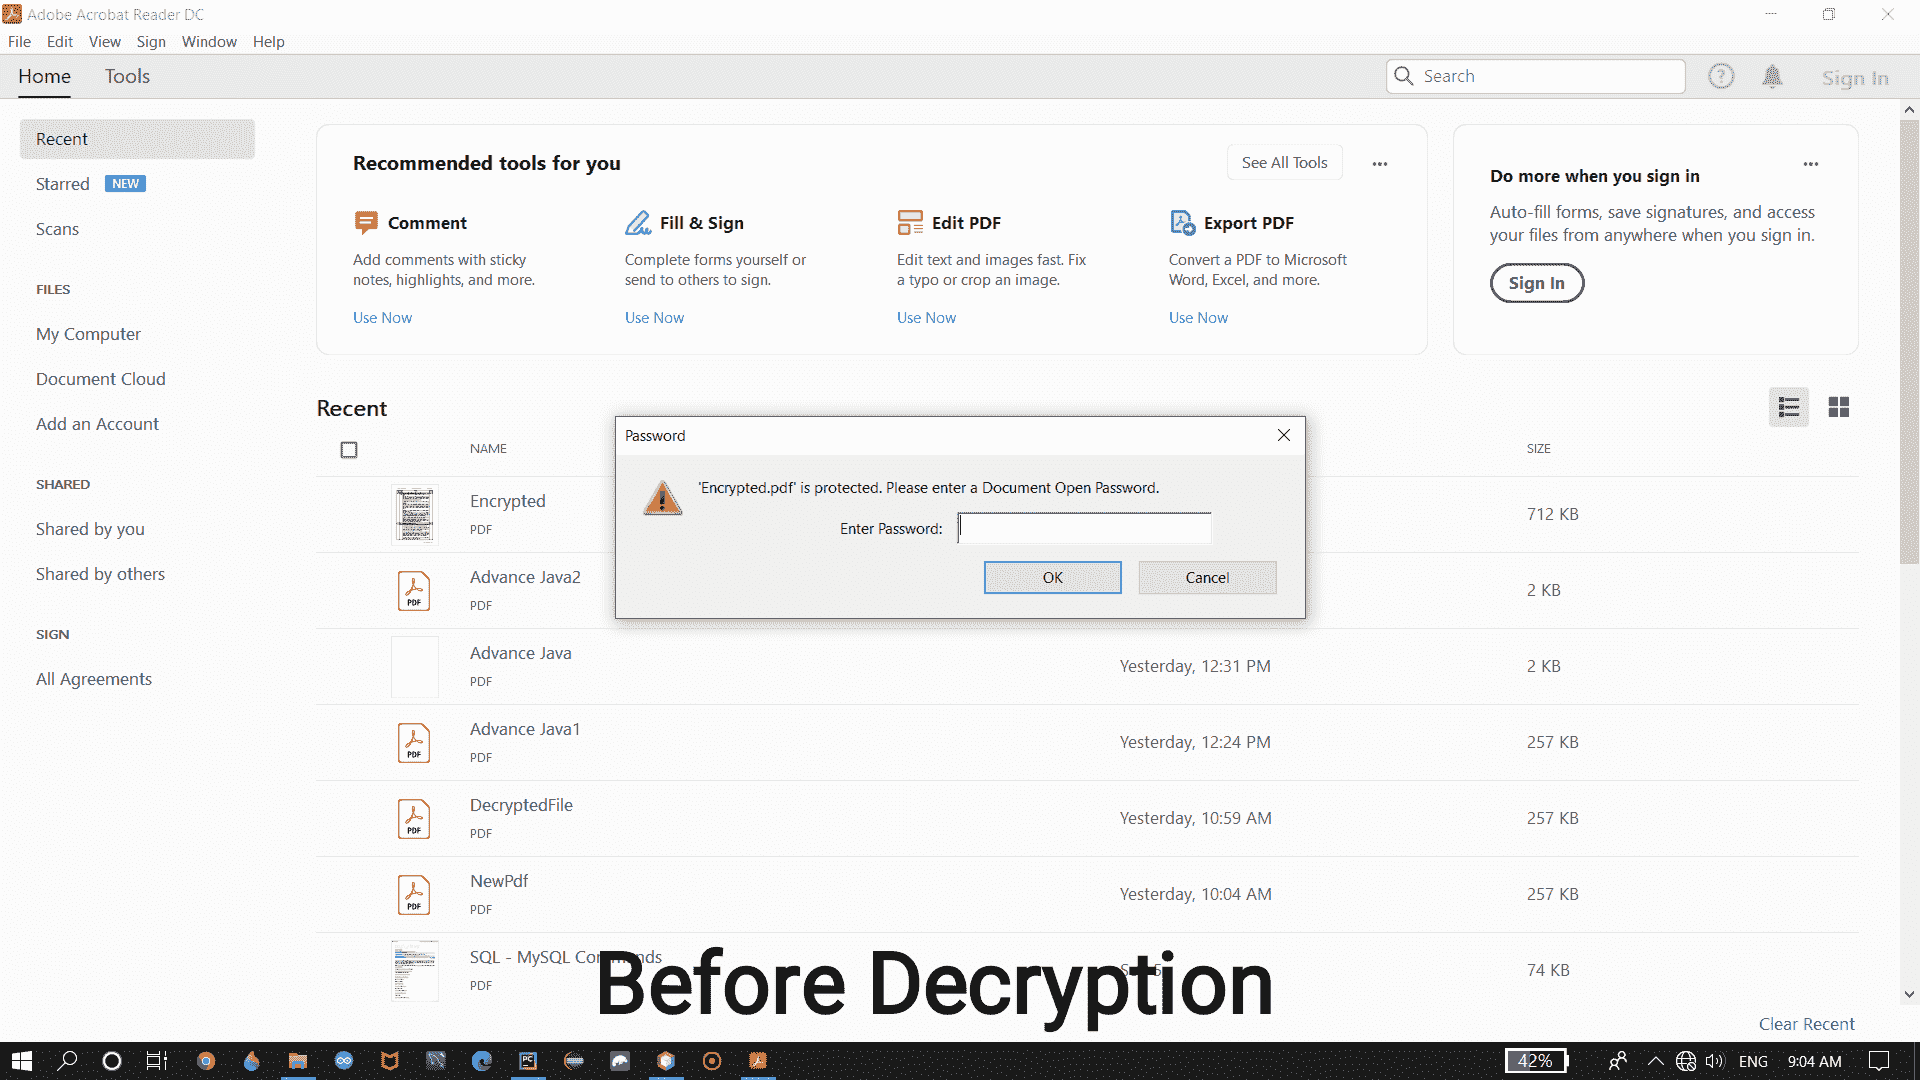 Adobe Acrobat Reader DC
File Edit View Sign Window Help
Home Tools
Search
Sign In
Recent
Starred NEW
Scans
FILES
My Computer
Document Cloud
Add an Account
SHARED
Shared by you
Shared by others
SIGN
All Agreements
Recommended tools for you
See All Tools
Comment
Add comments with sticky
notes, highlights, and more.
Use Now
Fill & Sign
Complete forms yourself or
send to others to sign.
Use Now
Edit PDF
Edit text and images fast. Fix
a typo or crop an image.
Use Now
Export PDF
Convert a PDF to Microsoft
Word, Excel, and more.
Use Now
Do more when you sign in
Auto-fill forms, save signatures, and access
your files from anywhere when you sign in.
Sign In
Recent
NAME SIZE
Encrypted
PDF
712 KB
Advance Java2
PDF
2 KB
Advance Java
PDF
Yesterday, 12:31 PM
2 KB
Advance Java1
PDF
Yesterday, 12:24 PM
257 KB
DecryptedFile
PDF
Yesterday, 10:59 AM
257 KB
NewPdf
PDF
Yesterday, 10:04 AM
257 KB
SQL - MySQL Commands
PDF
74 KB
Password
'Encrypted.pdf' is protected. Please enter a Document Open Password.
Enter Password:
OK Cancel
Before Decryption
Clear Recent
42% ENG 9:04 AM